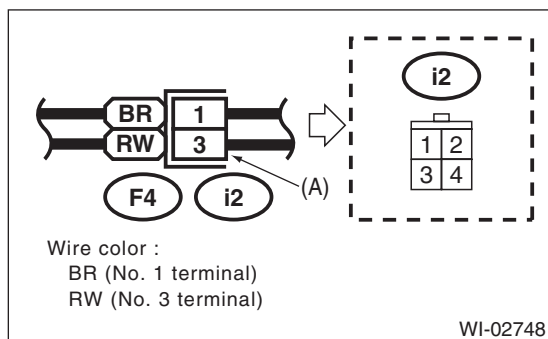 i2
BR 1
RW 3
1 2
3 4
F4 i2 (A)
Wire color :
BR (No. 1 terminal)
RW (No. 3 terminal)
WI-02748